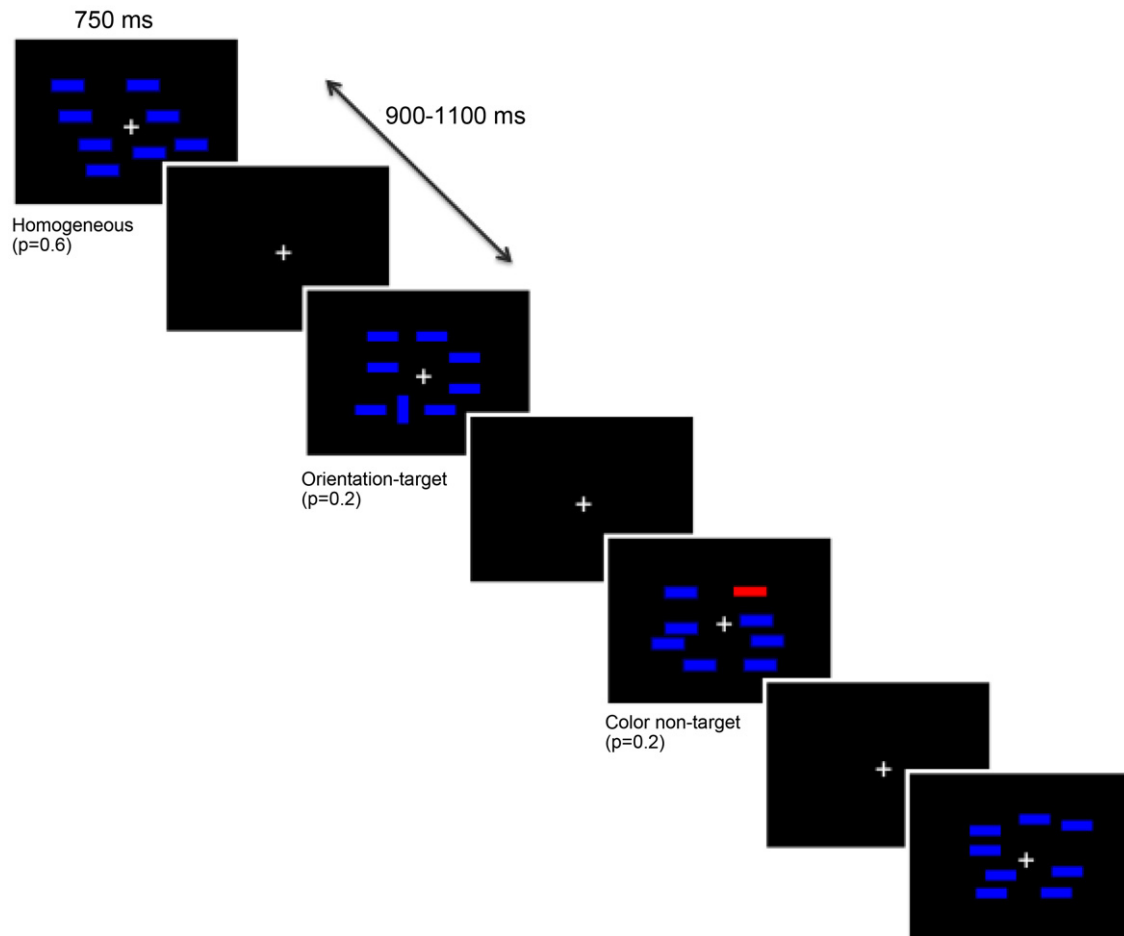 750 ms
900-1100 ms
Homogeneous
(p=0.6)
Orientation-target
(p=0.2)
Color non-target
(p=0.2)